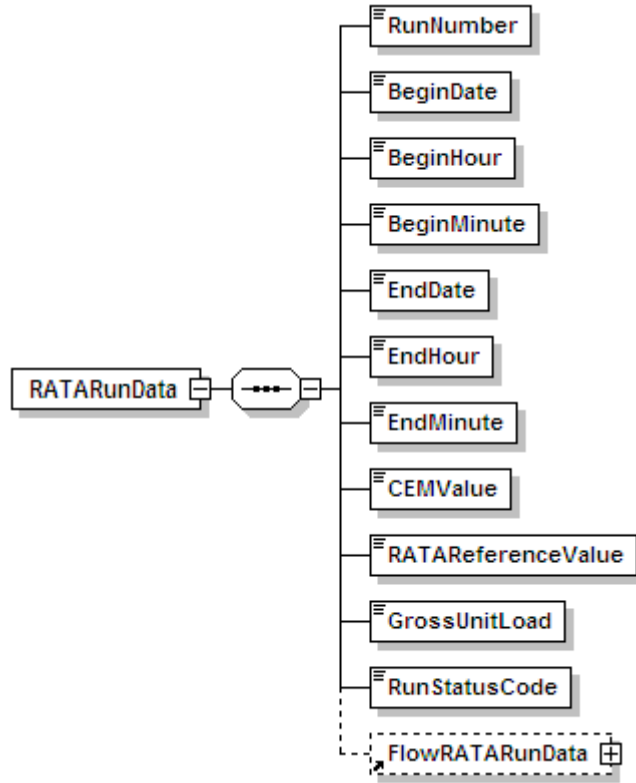 RunNumber
BeginDate
BeginHour
BeginMinute
EndDate
EndHour
RATARunData
EndMinute
CEMValue
RATAReferenceValue
GrossUnitLoad
RunStatusCode
FlowRATARunData